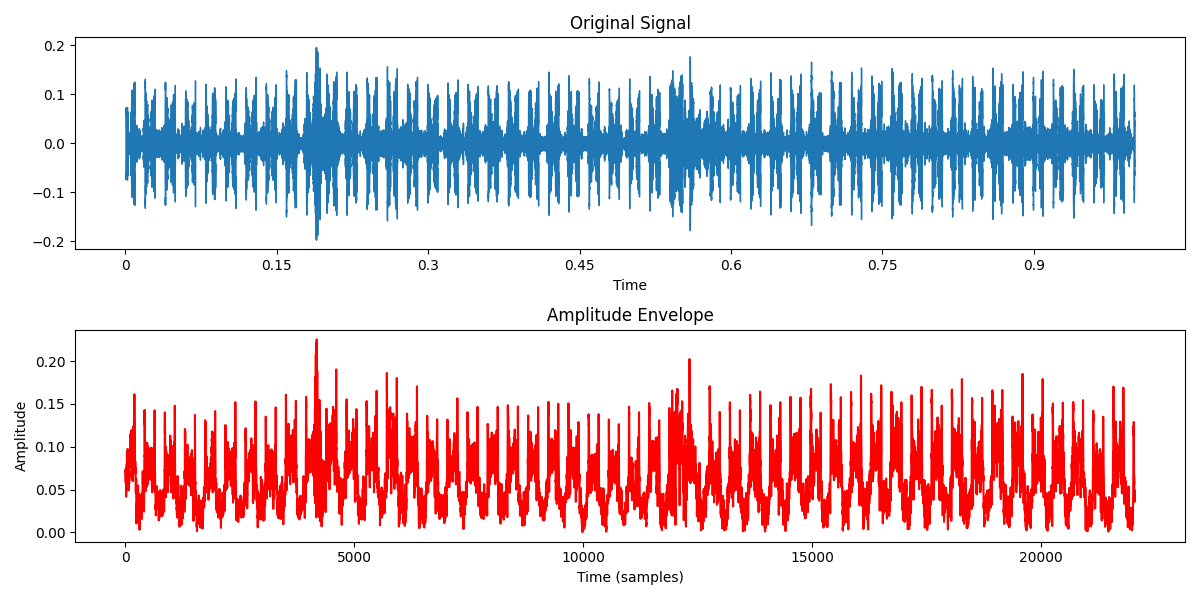 Original Signal
0.2
0.1
0.0
−0.1
−0.2
0 0.15 0.3 0.45 0.6 0.75 0.9
Time
Amplitude Envelope
0.20
0.15
0.10
0.05
0.00
Amplitude
0 5000 10000 15000 20000
Time (samples)